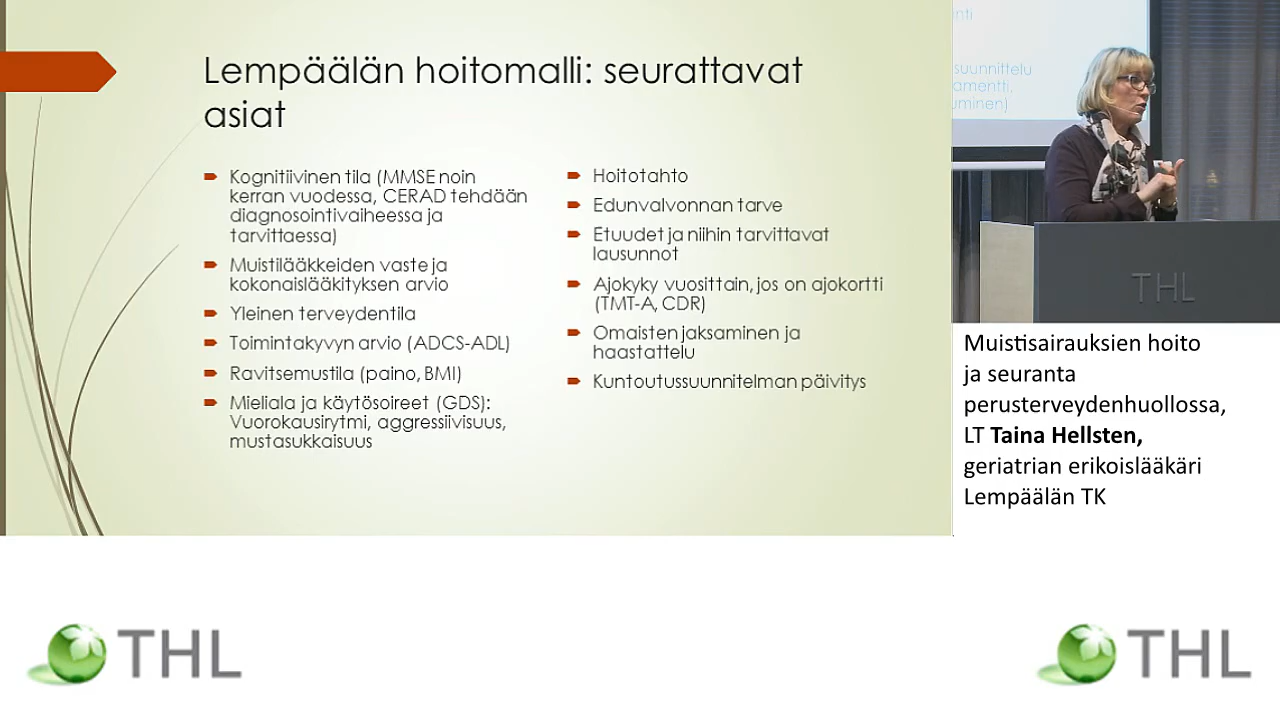 Lempäälän hoitomalli: seurattavat
asiat
Kognitiivinen tila (MMSE noin
kerran vuodessa, CERAD tehdään
diagnosointivaiheessa ja
tarvittaessa)
Muistilääkkeiden vaste ja
kokonaislääkityksen arvio
Yleinen terveydentila
Toimintakyvyn arvio (ADCS-ADL)
Ravitsemustila (paino, BMI)
Mieliala ja käytösoireet (GDS):
Vuorokausirytmi, aggressiivisuus,
mustasukkaisuus
Hoitotahto
Edunvalvonnan tarve
Etuudet ja niihin tarvittavat
lausunnot
Ajokyky vuosittain, jos on ajokortti
(TMT-A, CDR)
Omaisten jaksaminen ja
haastattelu
Kuntoutussuunnitelman päivitys
suunnittelu
THL
Muistisairauksien hoito
ja seuranta
perusterveydenhuollossa,
LT Taina Hellsten,
geriatrian erikoislääkäri
Lempäälän TK
THL
THL